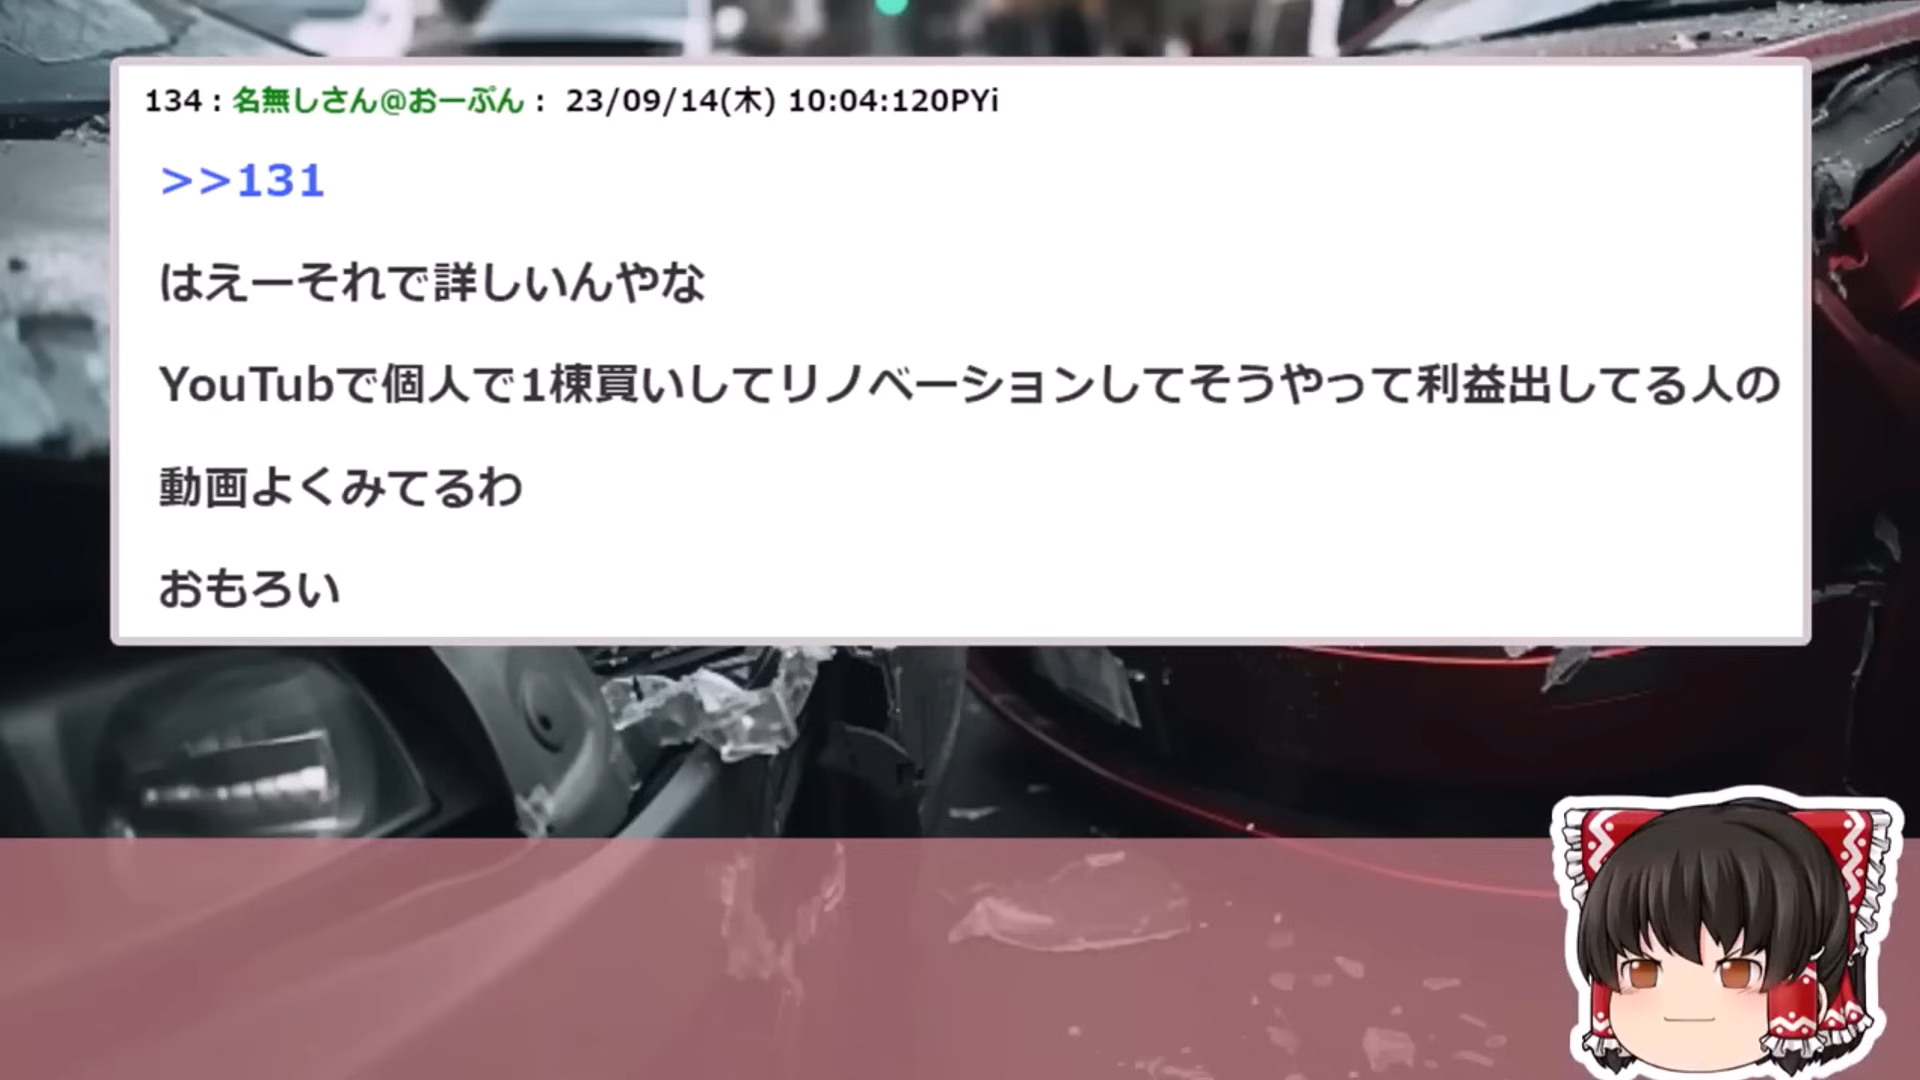 134：名無しさん@おーぷん： 23/09/14(木) 10:04:120PYi
>>131
はえーそれで詳しいんやな
YouTubで個人で1棟買いしてリノベーションしてそうやって利益出してる人の
動画よくみてるわ
おもろい